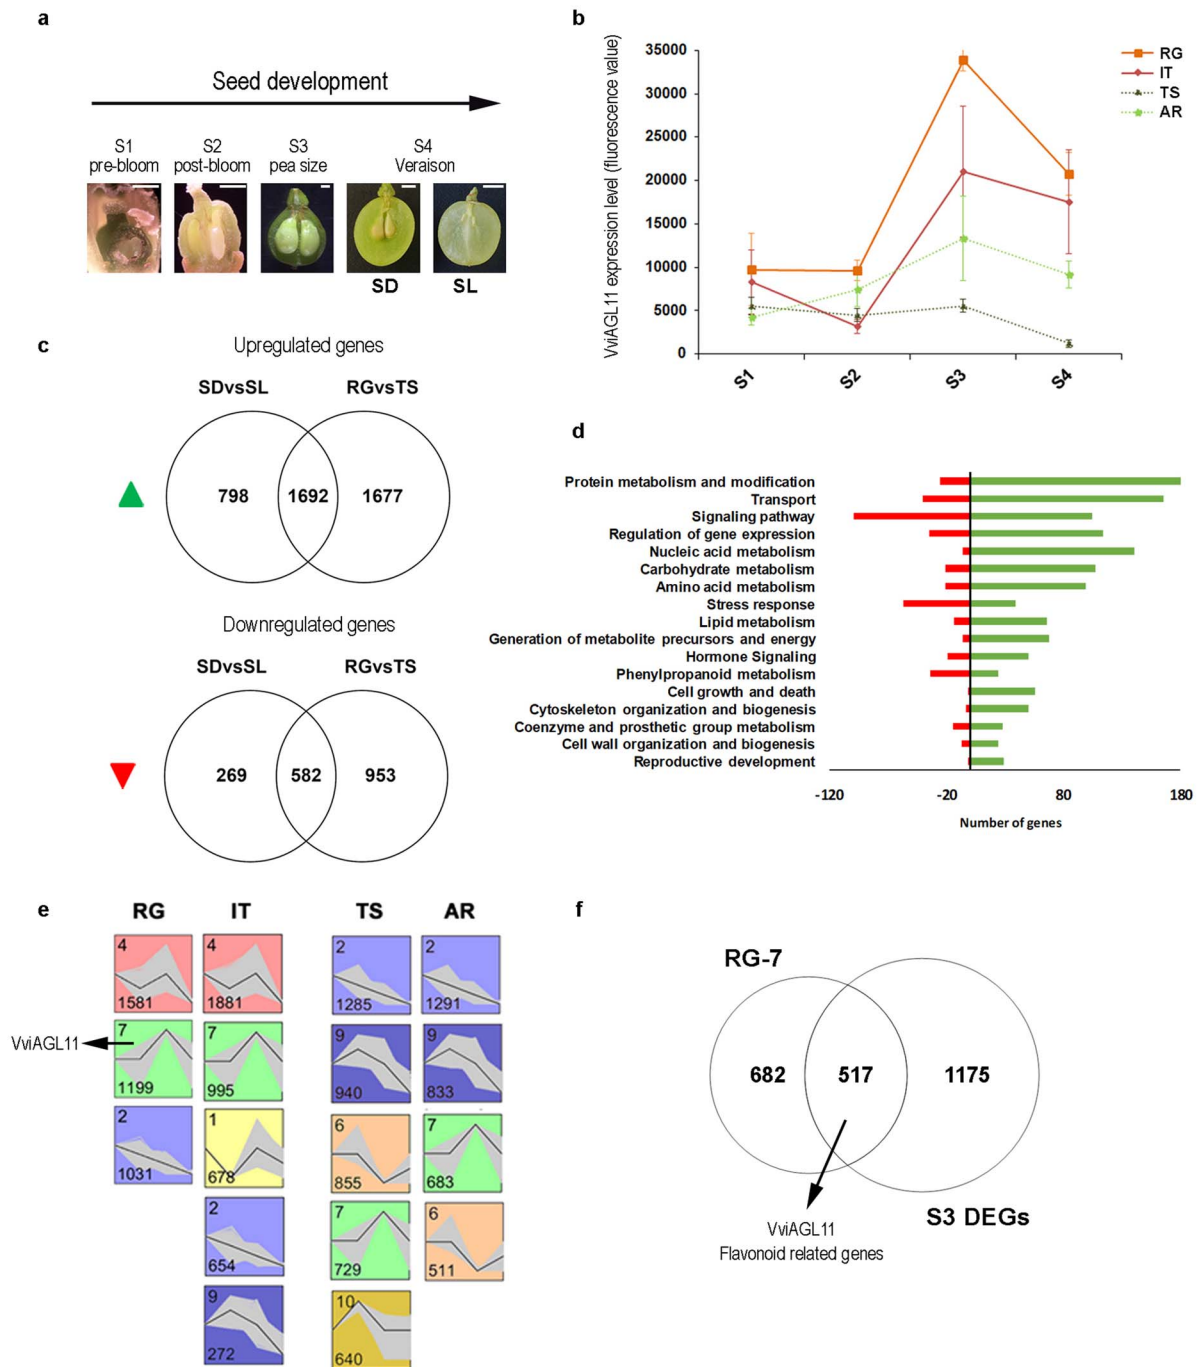 a
Seed development
S1
pre-bloom
S2
post-bloom
S3
pea size
S4
Veraison
SD
SL
b
VviAGL11 expression level (fluorescence value)
35000
30000
25000
20000
15000
10000
5000
0
S1
S2
S3
S4
RG
IT
TS
AR
c
Upregulated genes
SDvsSL
RGvsTS
798
1692
1677
Downregulated genes
SDvsSL
RGvsTS
269
582
953
d
Protein metabolism and modification
Transport
Signaling pathway
Regulation of gene expression
Nucleic acid metabolism
Carbohydrate metabolism
Amino acid metabolism
Stress response
Lipid metabolism
Generation of metabolite precursors and energy
Hormone Signaling
Phenylpropanoid metabolism
Cell growth and death
Cytoskeleton organization and biogenesis
Coenzyme and prosthetic group metabolism
Cell wall organization and biogenesis
Reproductive development
-120
-20
80
180
Number of genes
e
RG
IT
TS
AR
4
1581
4
1881
2
1285
2
1291
VviAGL11
7
1199
7
995
9
940
9
833
2
1031
1
678
6
855
7
683
2
654
7
729
6
511
9
272
10
640
f
RG-7
682
517
1175
S3 DEGs
VviAGL11
Flavonoid related genes